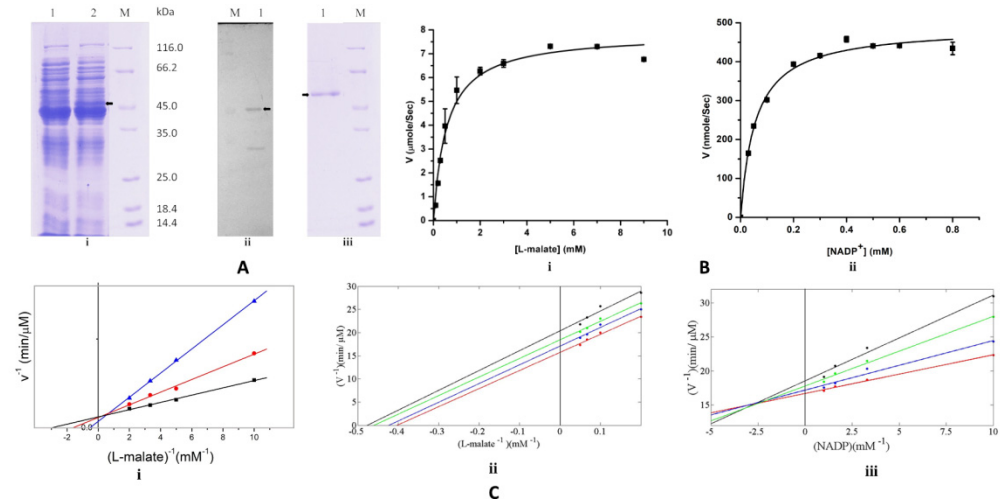 1 2 M kDa
116.0
66.2
45.0
35.0
25.0
18.4
14.4
i
M 1
ii
1 M
iii
A
V (µmole/Sec)
8
7
6
5
4
3
2
1
0
0 2 4 6 8 10
[L-malate] (mM)
i
V (nmole/Sec)
500
400
300
200
100
0
0.0 0.2 0.4 0.6 0.8
[NADP+] (mM)
ii
B
v-1 (min/µM)
0.0
-4 -2 0 2 4 6 8 10 12
(L-malate)-1(mM-1)
i
(V-1)(min/µM)
30
25
20
15
10
5
0
-0.5 -0.4 -0.3 -0.2 -0.1 0 0.1
(L-malate-1)(mM-1)
ii
(V-1)(min/ µM)
30
25
20
15
-5 -2.5 0 2.5 5.0 7.5 10
(NADP)(mM-1)
iii
C